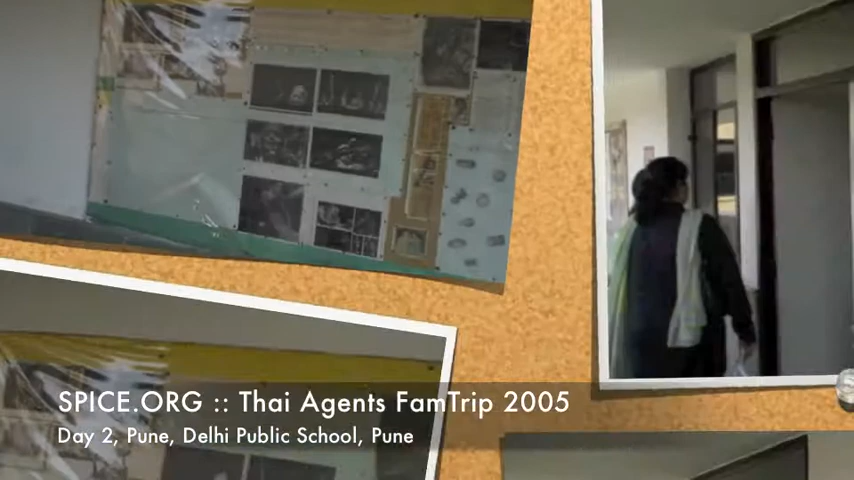 SPICE.ORG :: Thai Agents FamTrip 2005
Day 2, Pune, Delhi Public School, Pune